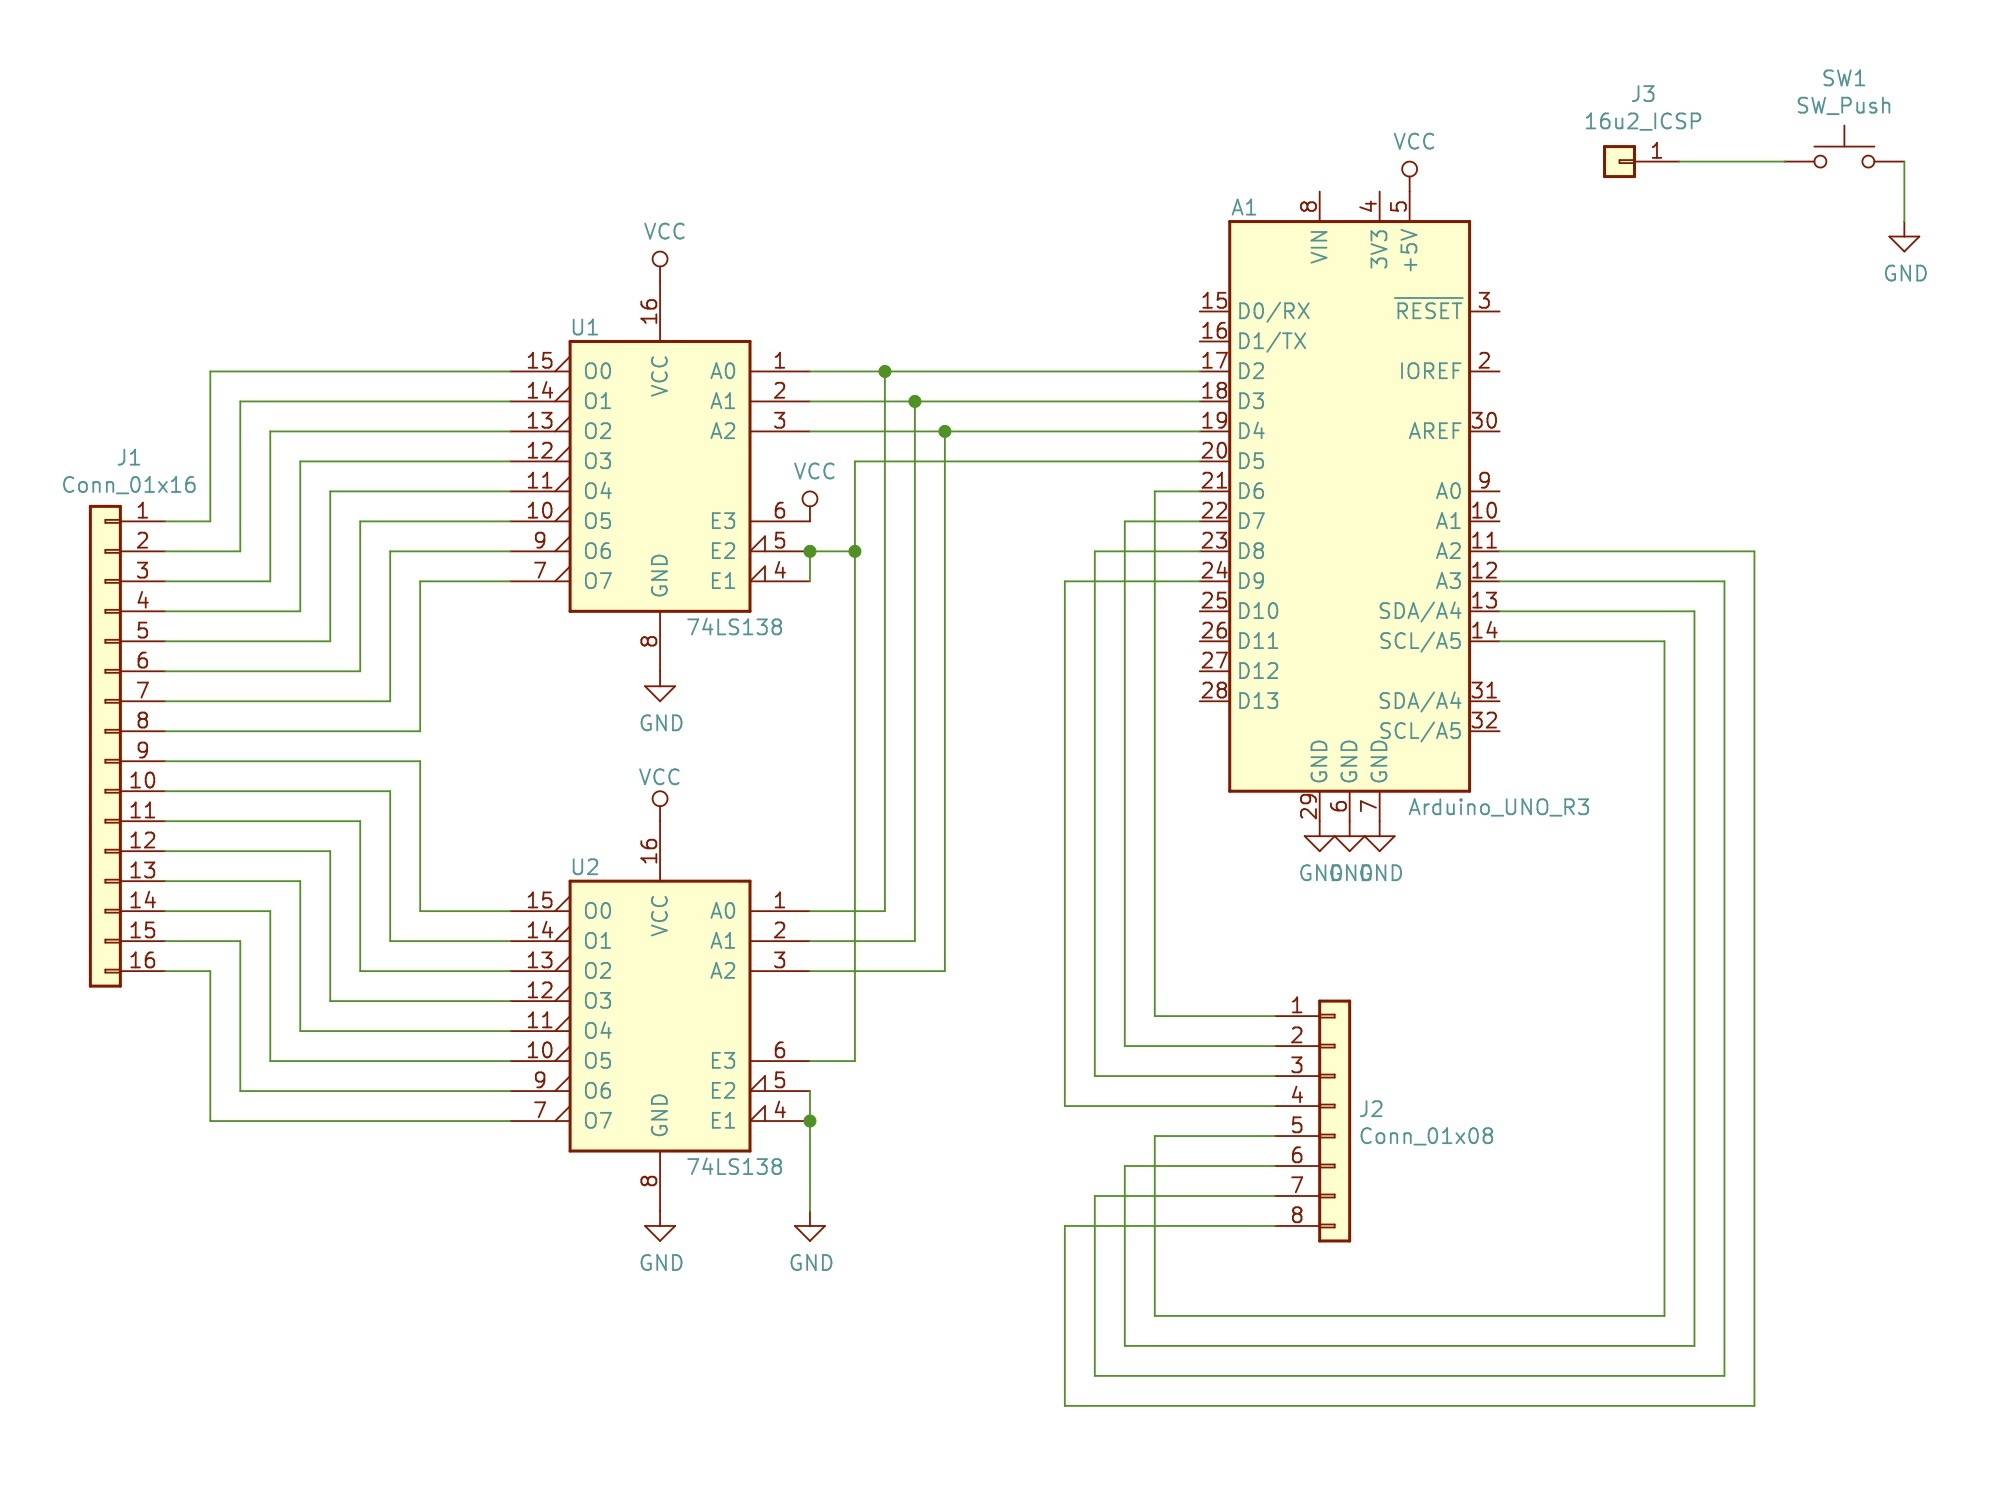 SW1
SW_Push
J3
16u2_ICSP
1
GND
VCC
A1
8 4 5
VIN 3V3 +5V
15 D0/RX RESET 3
16 D1/TX
17 D2 IOREF 2
18 D3
19 D4 AREF 30
20 D5
21 D6 A0 9
22 D7 A1 10
23 D8 A2 11
24 D9 A3 12
25 D10 SDA/A4 13
26 D11 SCL/A5 14
27 D12
28 D13 SDA/A4 31
SCL/A5 32
GND GND GND
29 6 7
Arduino_UNO_R3
GND GND GND
VCC
16
U1
VCC
15 O0 A0 1
14 O1 A1 2
13 O2 A2 3
12 O3
VCC
11 O4
10 O5 E3 6
9 O6 E2 5
7 O7 E1 4
GND
74LS138
8
GND
J1
Conn_01x16
1
2
3
4
5
6
7
8
9
10
11
12
13
14
15
16
VCC
16
U2
VCC
15 O0 A0 1
14 O1 A1 2
13 O2 A2 3
12 O3
11 O4
10 O5 E3 6
9 O6 E2 5
7 O7 E1 4
GND
74LS138
8
GND
GND
1
2
3
4
5
6
7
8
J2
Conn_01x08